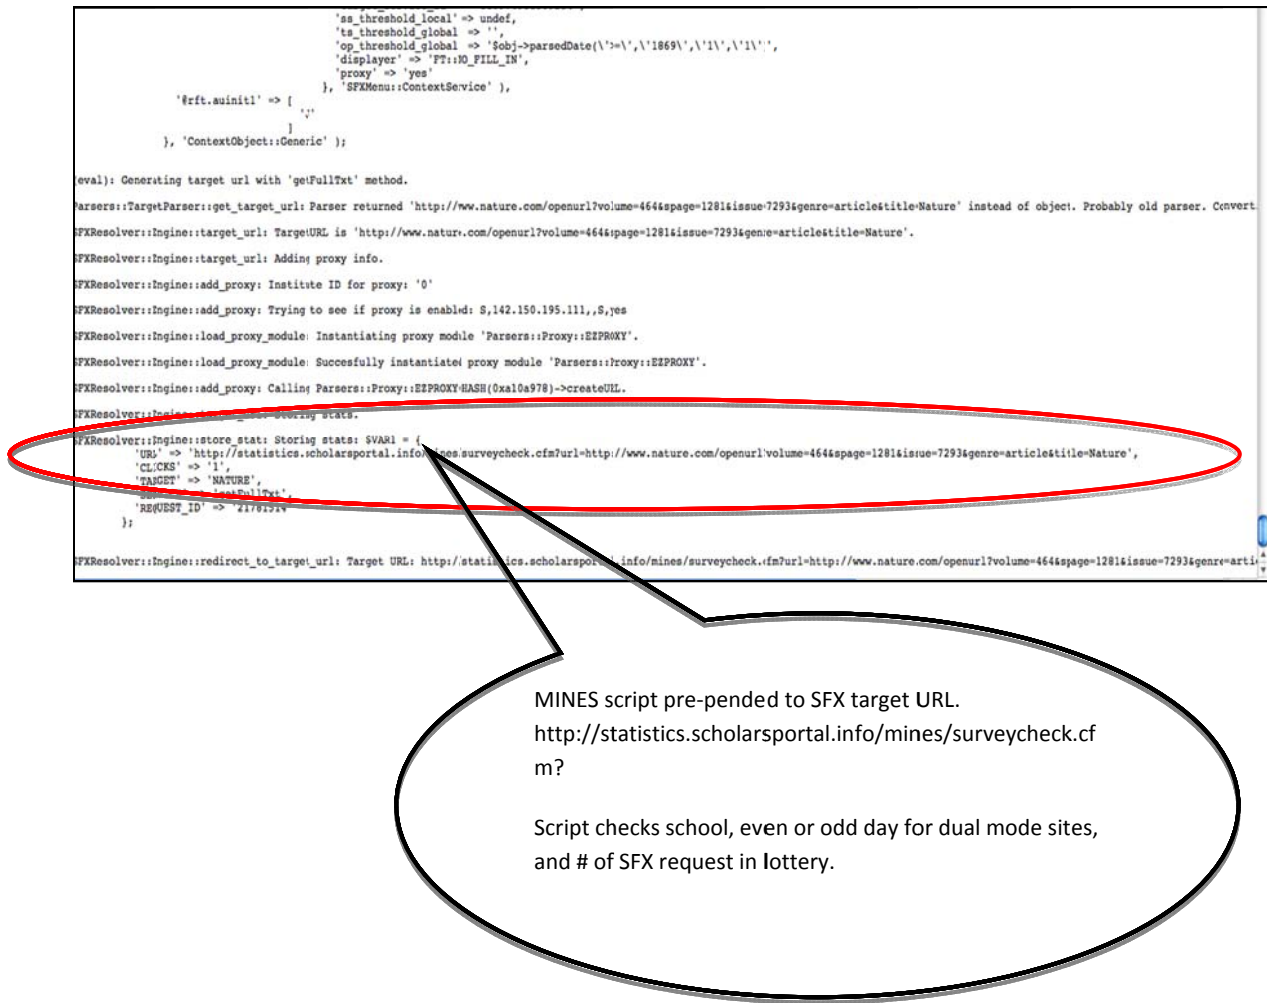 'ss_threshold_local' => undef,
'ts_threshold_global => '',
'op_threshold_global => '$obj->parsedDate(\'>=\',\'1869\',\'1\',\'1\')',
'displayer' => 'FT::NO_FILL_IN',
'proxy' => 'yes'
}, 'SFXMenu::ContextService' ),
'@rft.auinit1' => [
'J'
]
}, 'ContextObject::Generic' );
(eval): Generating target url with 'getFullTxt' method.
Parsers::TargetParser::get_target_url: Parser returned 'http://www.nature.com/openurl?volume=464&spage=1281&issue=7293&genre=article&title=Nature' instead of object. Probably old parser. Convert.
SFXResolver::Engine::target_url: TargetURL is 'http://www.nature.com/openurl?volume=464&spage=1281&issue=7293&genre=article&title=Nature'.
SFXResolver::Engine::target_url: Adding proxy info.
SFXResolver::Engine::add_proxy: Institute ID for proxy: '0'
SFXResolver::Engine::add_proxy: Trying to see if proxy is enabled: S,142.150.195.111,,S,yes
SFXResolver::Engine::load_proxy_module: Instantiating proxy module 'Parsers::Proxy::EZPROXY'.
SFXResolver::Engine::load_proxy_module: Succesfully instantiated proxy module 'Parsers::Proxy::EZPROXY'.
SFXResolver::Engine::add_proxy: Calling Parsers::Proxy::EZPROXY=HASH(0xa10a978)->createURL.
SFXResolver::Engine: Storing stats.
SFXResolver::Engine::store_stat: Storing stats: $VAR1 = {
'URL' => 'http://statistics.scholarsportal.info/mines/surveycheck.cfm?url=http://www.nature.com/openurl?volume=464&spage=1281&issue=7293&genre=article&title=Nature',
'CLICKS' => '1',
'TARGET' => 'NATURE',
'getFullTxt',
'REQUEST_ID' => '21781514'
};
SFXResolver::Engine::redirect_to_target_url: Target URL: http://statistics.scholarsportal.info/mines/surveycheck.cfm?url=http://www.nature.com/openurl?volume=464&spage=1281&issue=7293&genre=arti
MINES script pre-pended to SFX target URL.
http://statistics.scholarsportal.info/mines/surveycheck.cf
m?
Script checks school, even or odd day for dual mode sites,
and # of SFX request in lottery.